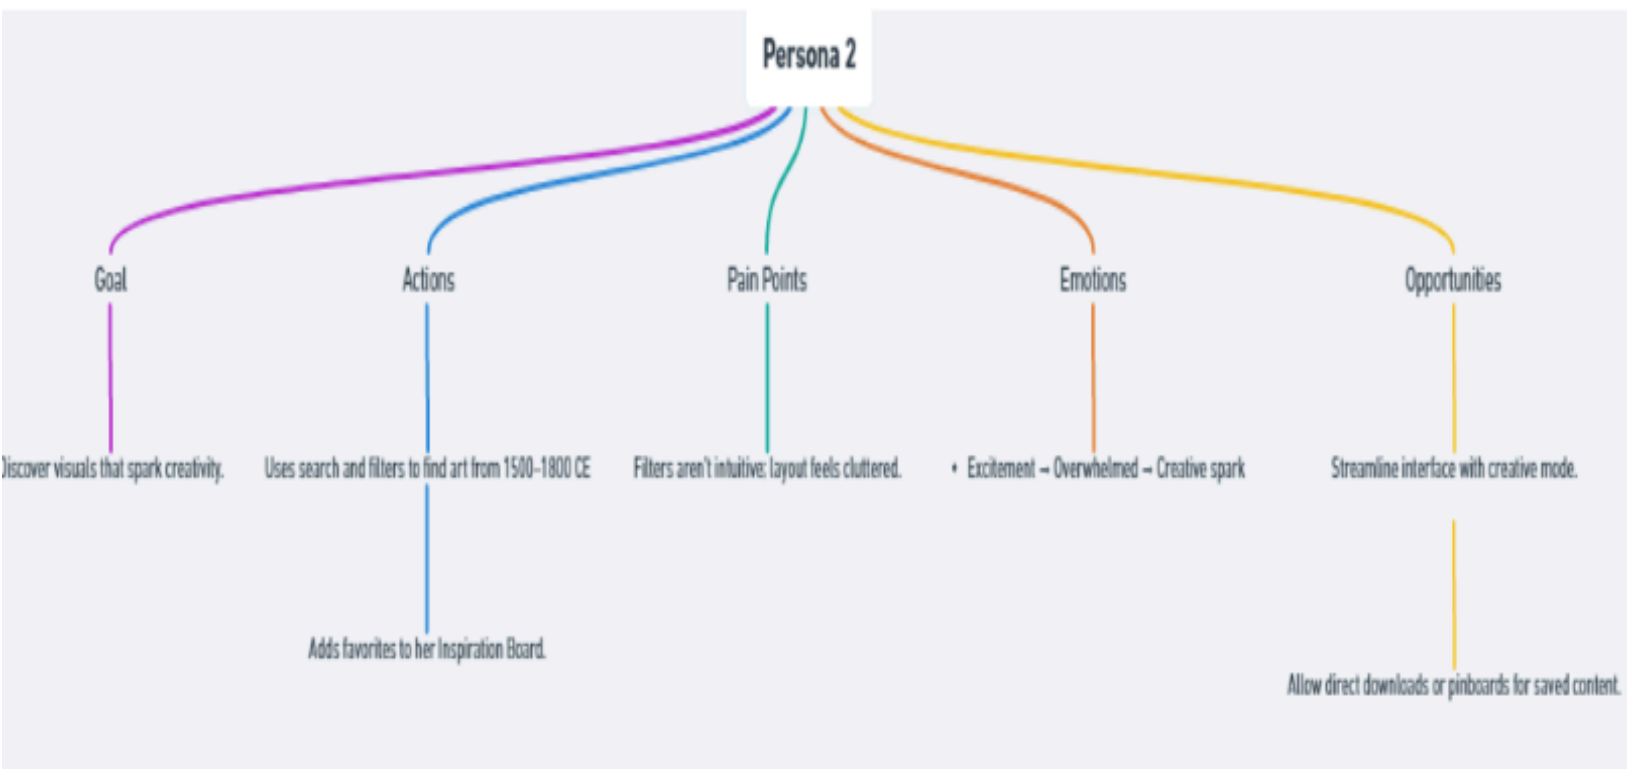 Persona 2
Goal
Actions
Pain Points
Emotions
Opportunities
Discover visuals that spark creativity.
Uses search and filters to find art from 1500–1800 CE
Filters aren't intuitive; layout feels cluttered.
• Excitement → Overwhelmed → Creative spark
Streamline interface with creative mode.
Adds favorites to her Inspiration Board.
Allow direct downloads or pinboards for saved content.